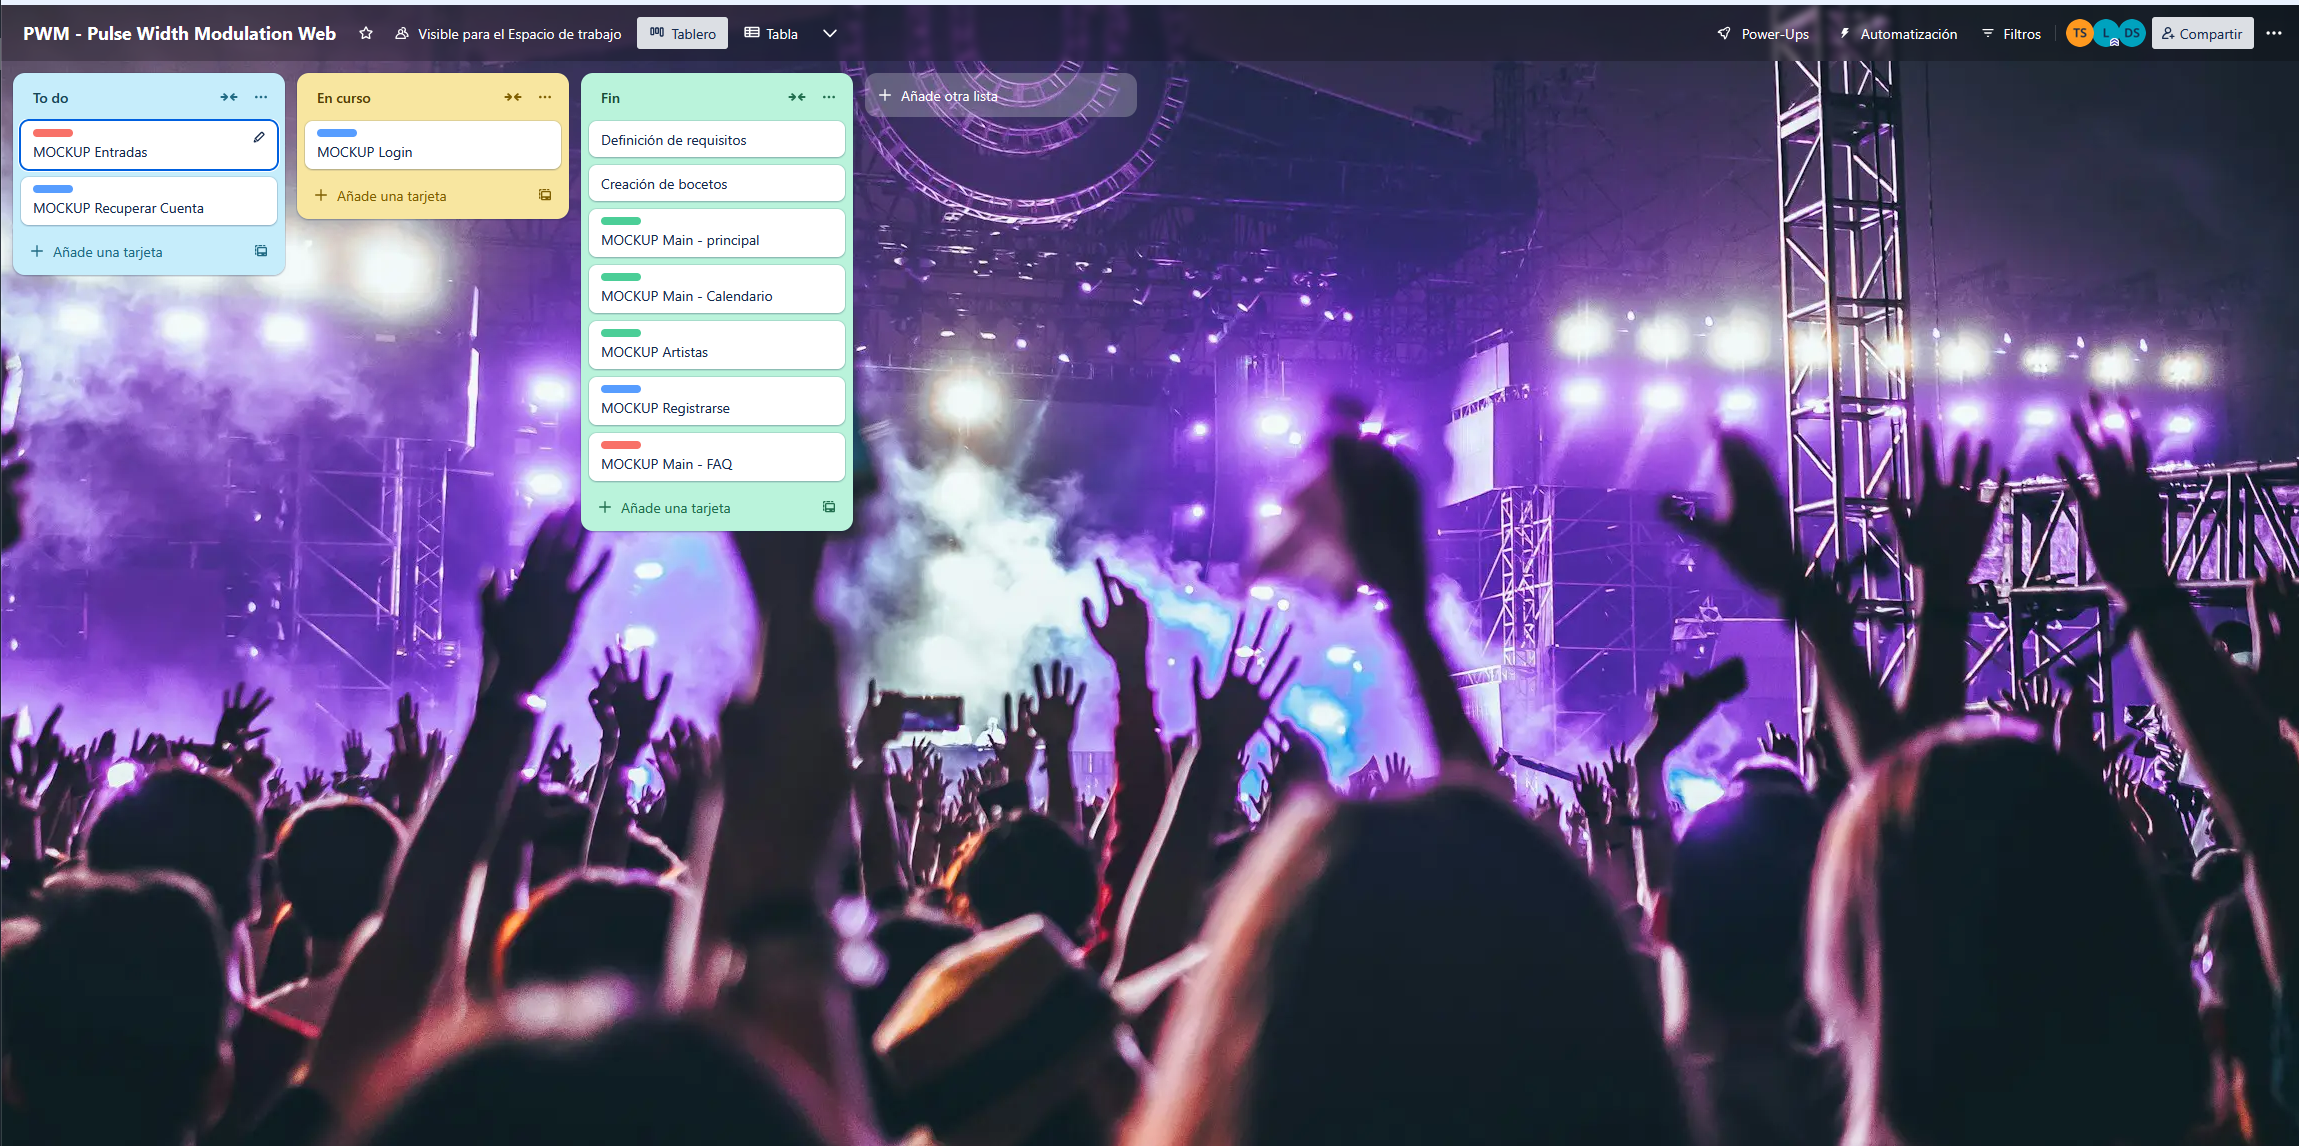 PWM - Pulse Width Modulation Web
Visible para el Espacio de trabajo
Tablero
Tabla
Power-Ups
Automatización
Filtros
TS
L
DS
Compartir
To do
MOCKUP Entradas
MOCKUP Recuperar Cuenta
Añade una tarjeta
En curso
MOCKUP Login
Añade una tarjeta
Fin
Definición de requisitos
Creación de bocetos
MOCKUP Main - principal
MOCKUP Main - Calendario
MOCKUP Artistas
MOCKUP Registrarse
MOCKUP Main - FAQ
Añade una tarjeta
Añade otra lista